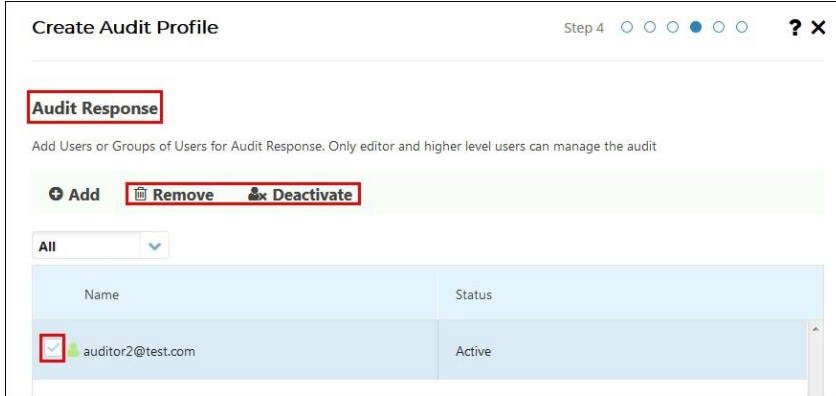 Create Audit Profile Step 4 ? ×
Audit Response
Add Users or Groups of Users for Audit Response. Only editor and higher level users can manage the audit
Add Remove Deactivate
All
Name Status
auditor2@test.com Active